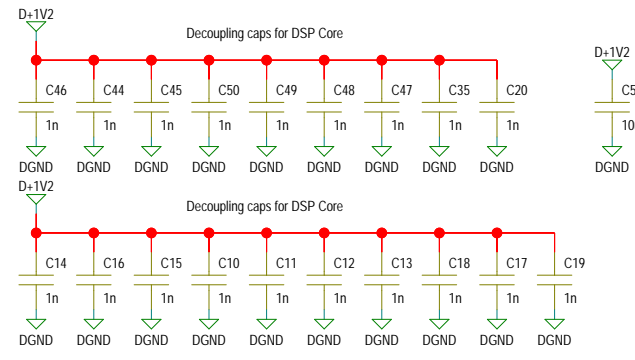 D+1V2
Decoupling caps for DSP Core
D+1V2
C46 C44 C45 C50 C49 C48 C47 C35 C20 C5
1n 1n 1n 1n 1n 1n 1n 1n 1n 10
DGND DGND DGND DGND DGND DGND DGND DGND DGND DGND
D+1V2
Decoupling caps for DSP Core
C14 C16 C15 C10 C11 C12 C13 C18 C17 C19
1n 1n 1n 1n 1n 1n 1n 1n 1n 1n
DGND DGND DGND DGND DGND DGND DGND DGND DGND DGND